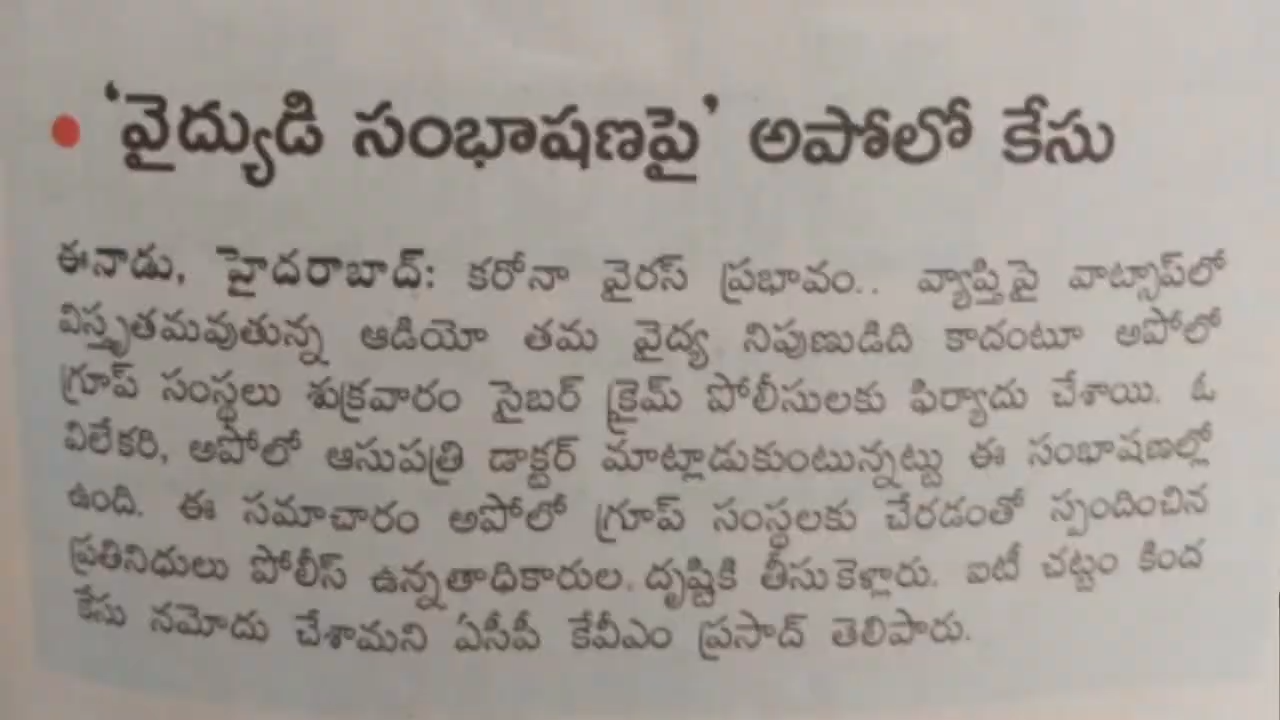 • ‘వైద్యుడి సంభాషణపై’ అపోలో కేసు
ఈనాడు, హైదరాబాద్: కరోనా వైరస్ ప్రభావం.. వ్యాప్తిపై వాట్సాప్‌లో
విస్తృతమవుతున్న ఆడియో తమ వైద్య నిపుణుడిది కాదంటూ అపోలో
గ్రూప్ సంస్థలు శుక్రవారం సైబర్ క్రైమ్ పోలీసులకు ఫిర్యాదు చేశాయి. ఓ
విలేకరి, అపోలో ఆసుపత్రి డాక్టర్ మాట్లాడుకుంటున్నట్టు ఈ సంభాషణల్లో
ఉంది. ఈ సమాచారం అపోలో గ్రూప్ సంస్థలకు చేరడంతో స్పందించిన
ప్రతినిధులు పోలీస్ ఉన్నతాధికారుల దృష్టికి తీసుకెళ్లారు. ఐటీ చట్టం కింద
కేసు నమోదు చేశామని ఏసీపీ కేవీఎం ప్రసాద్ తెలిపారు.